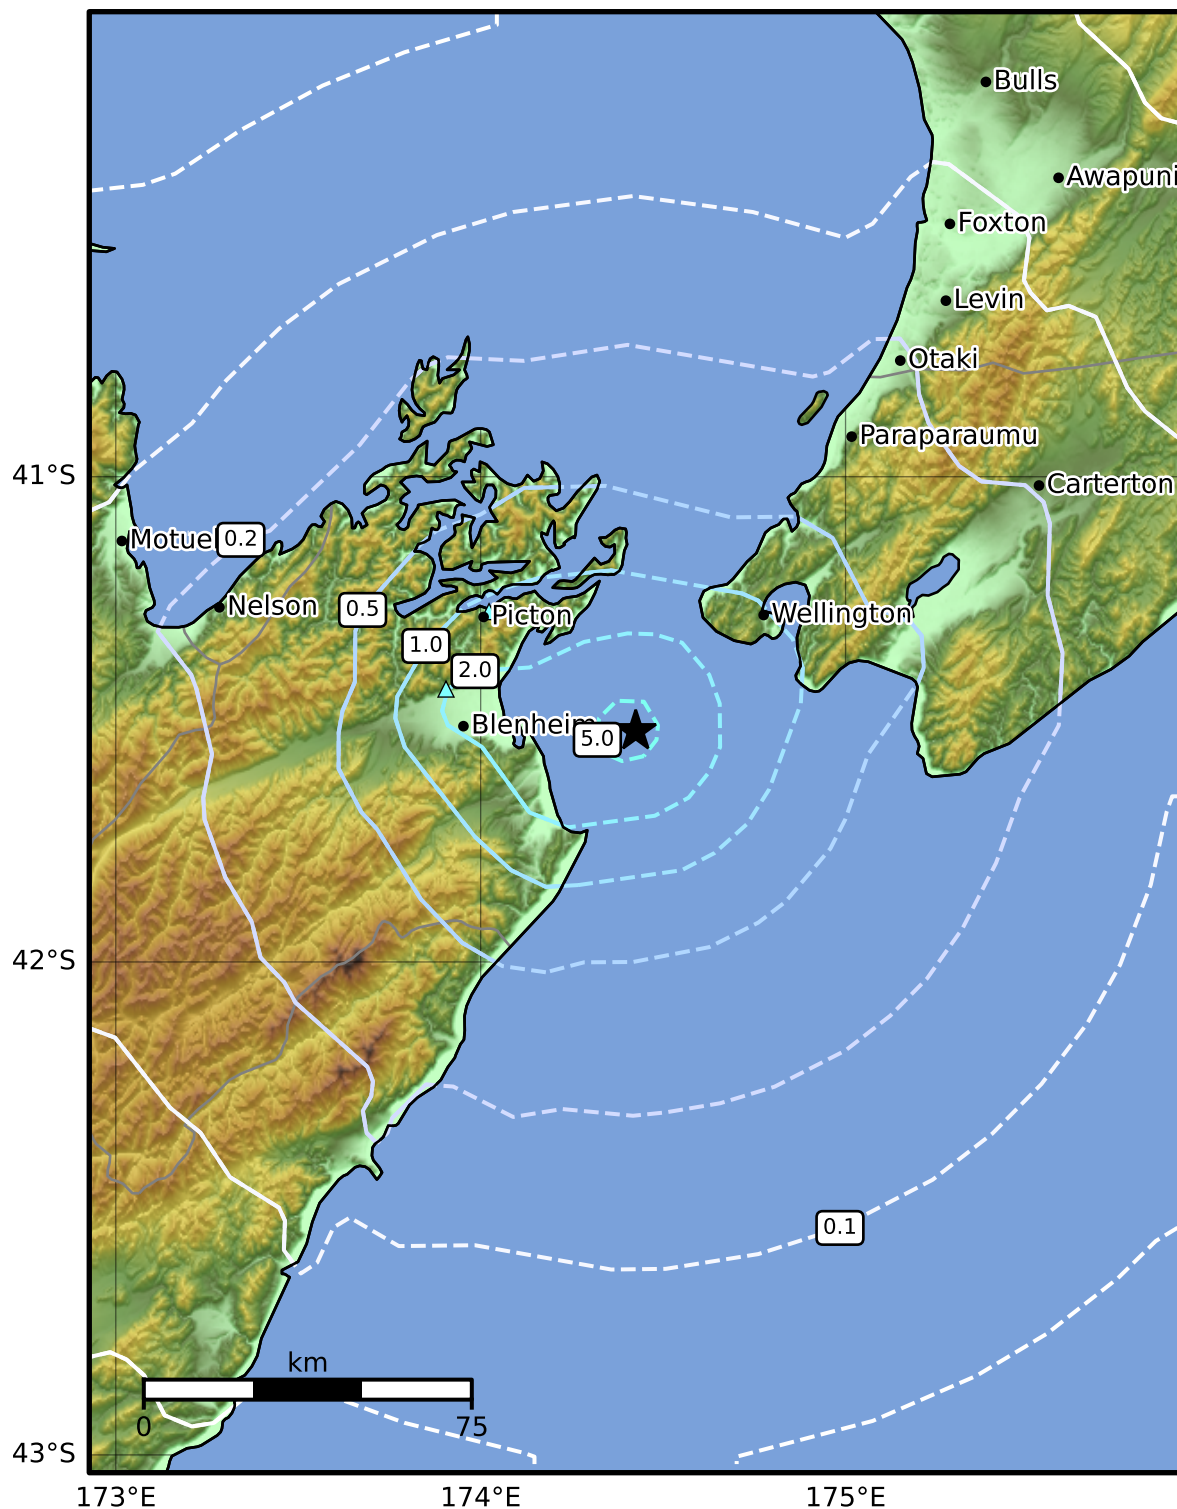 Bulls
Awapuni
Foxton
Levin
Otaki
Paraparaumu
41°S
Carterton
Motue
0.2
Nelson
0.5
Picton
Wellington
1.0
2.0
Blenheim
5.0
42°S
0.1
km
0
75
43°S
173°E
174°E
175°E